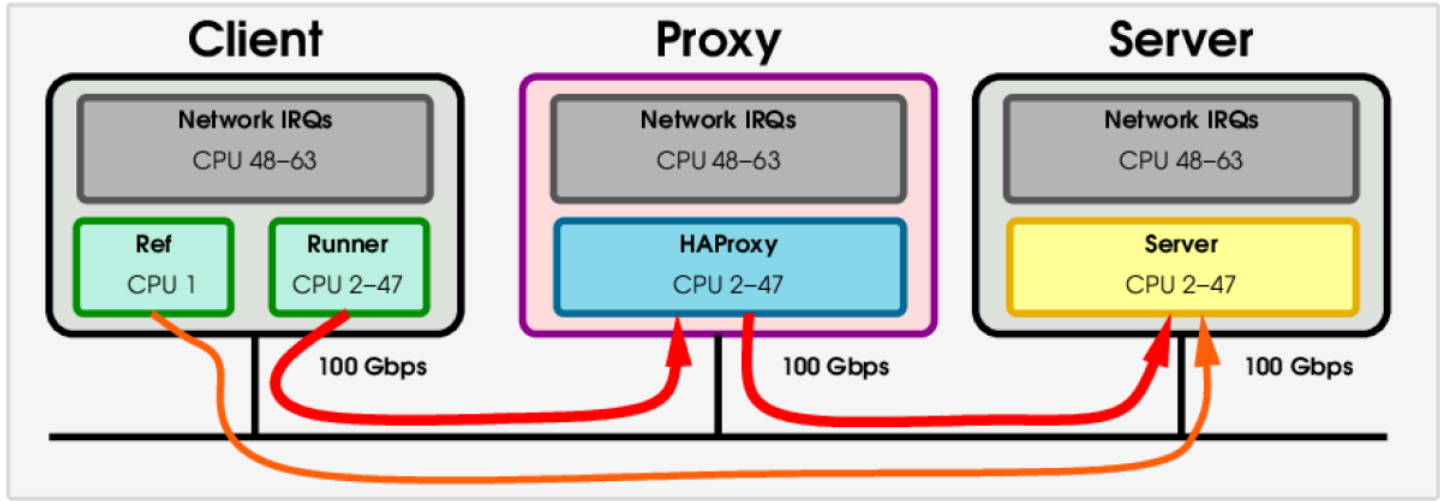 Client
Proxy
Server
Network IRQs
CPU 48–63
Network IRQs
CPU 48–63
Network IRQs
CPU 48–63
Ref
CPU 1
Runner
CPU 2–47
HAProxy
CPU 2–47
Server
CPU 2–47
100 Gbps
100 Gbps
100 Gbps